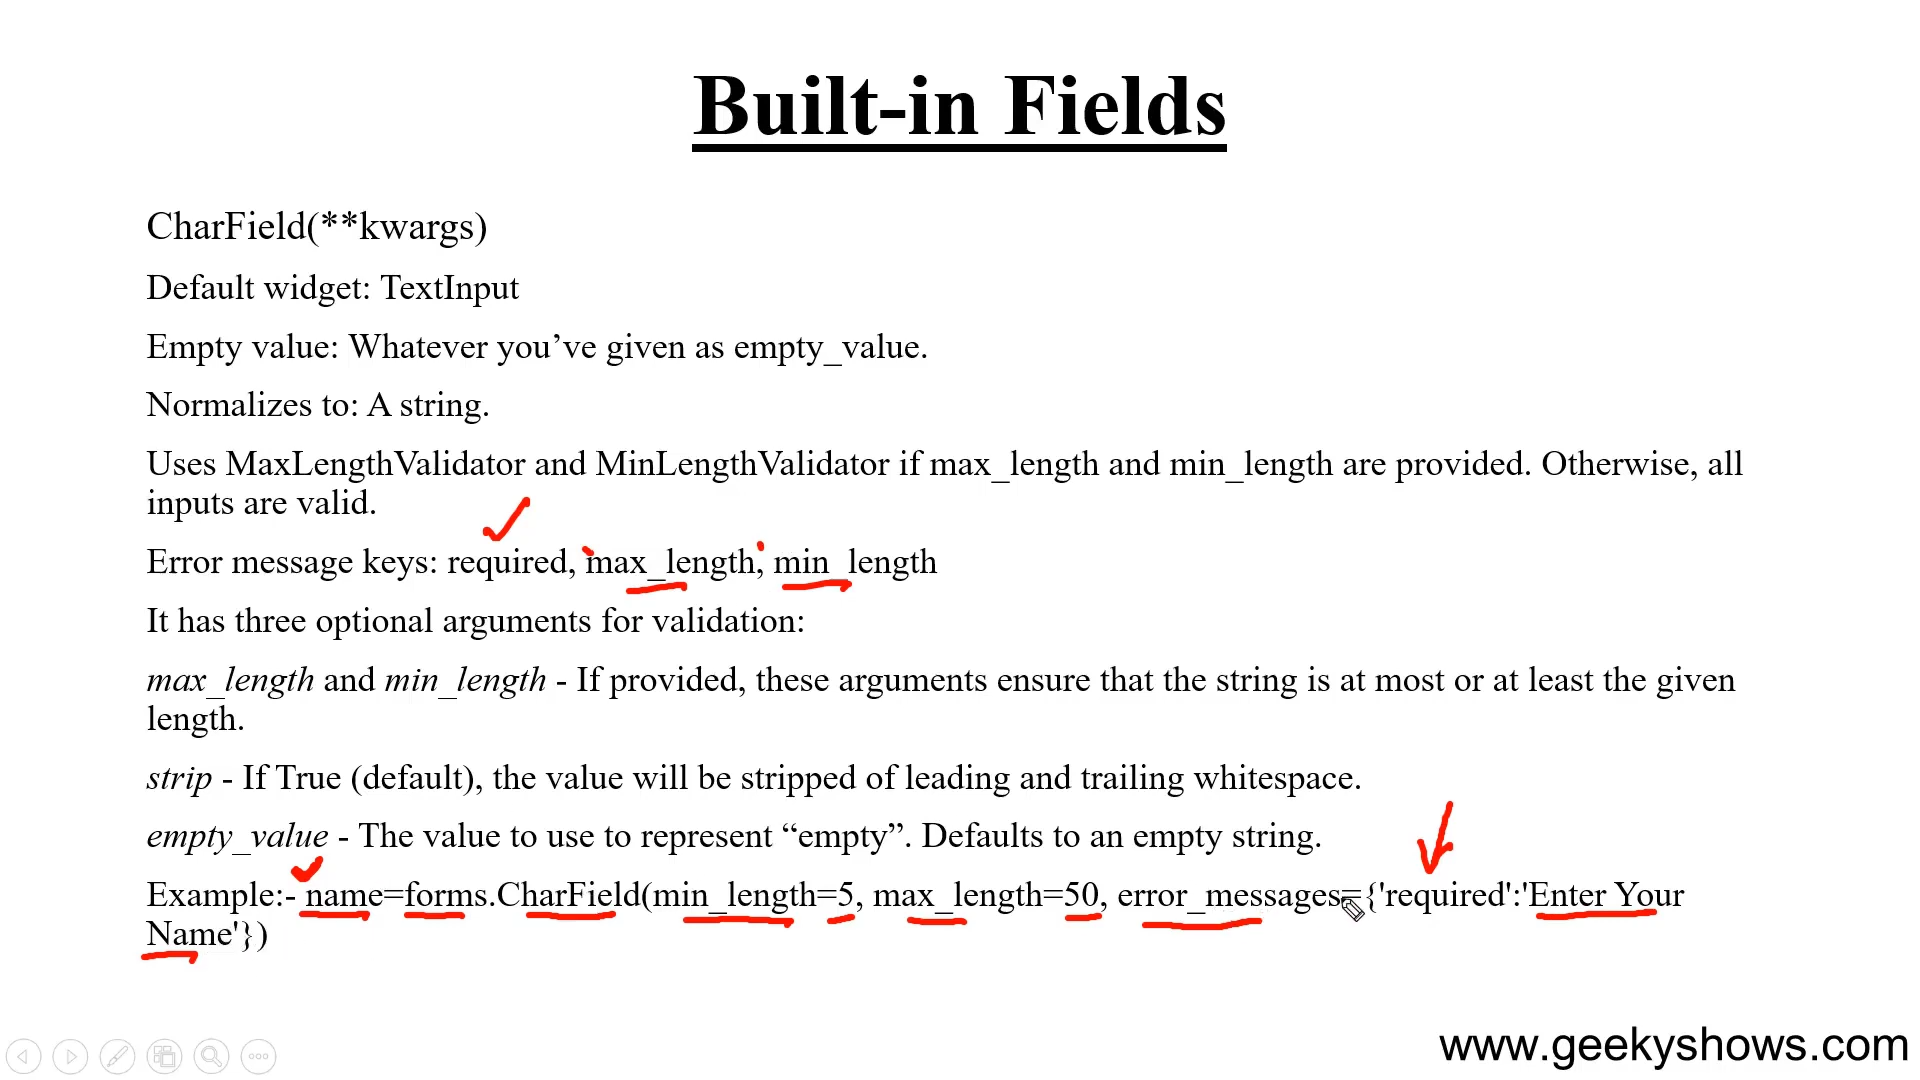 Built-in Fields
CharField(**kwargs)
Default widget: TextInput
Empty value: Whatever you’ve given as empty_value.
Normalizes to: A string.
Uses MaxLengthValidator and MinLengthValidator if max_length and min_length are provided. Otherwise, all
inputs are valid.
Error message keys: required, max_length, min_length
It has three optional arguments for validation:
max_length and min_length - If provided, these arguments ensure that the string is at most or at least the given
length.
strip - If True (default), the value will be stripped of leading and trailing whitespace.
empty_value - The value to use to represent “empty”. Defaults to an empty string.
Example:- name=forms.CharField(min_length=5, max_length=50, error_messages={'required':'Enter Your
Name'})
www.geekyshows.com